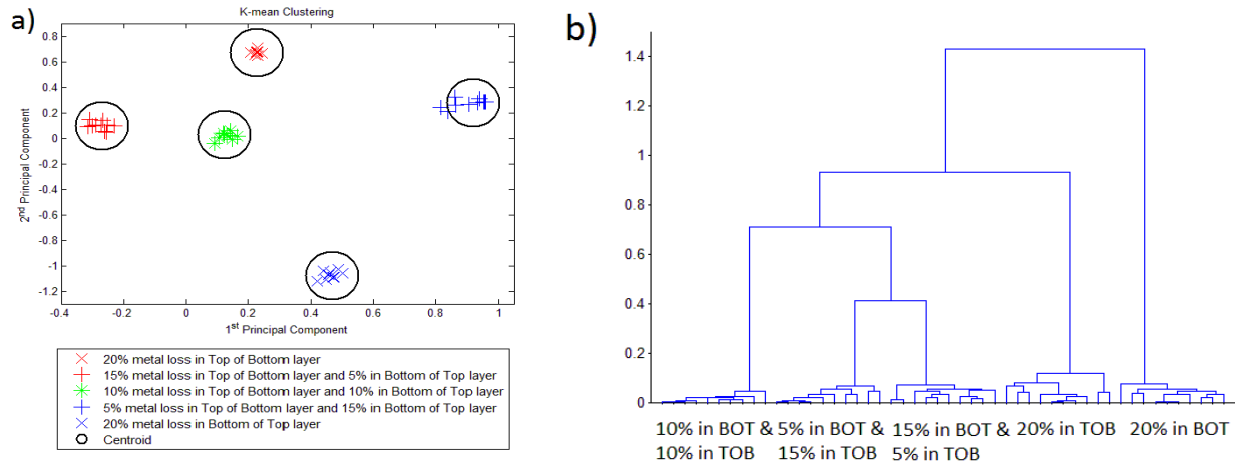 a)
K-mean Clustering
0.8
0.6
0.4
0.2
0
-0.2
-0.4
-0.6
-0.8
-1
-1.2
2nd Principal Component
-0.4
-0.2
0
0.2
0.4
0.6
0.8
1
1st Principal Component
20% metal loss in Top of Bottom layer
15% metal loss in Top of Bottom layer and 5% in Bottom of Top layer
10% metal loss in Top of Bottom layer and 10% in Bottom of Top layer
5% metal loss in Top of Bottom layer and 15% in Bottom of Top layer
20% metal loss in Bottom of Top layer
Centroid
b)
1.4
1.2
1
0.8
0.6
0.4
0.2
0
10% in BOT &
10% in TOB
5% in BOT &
15% in TOB
15% in BOT &
5% in TOB
20% in TOB
20% in BOT